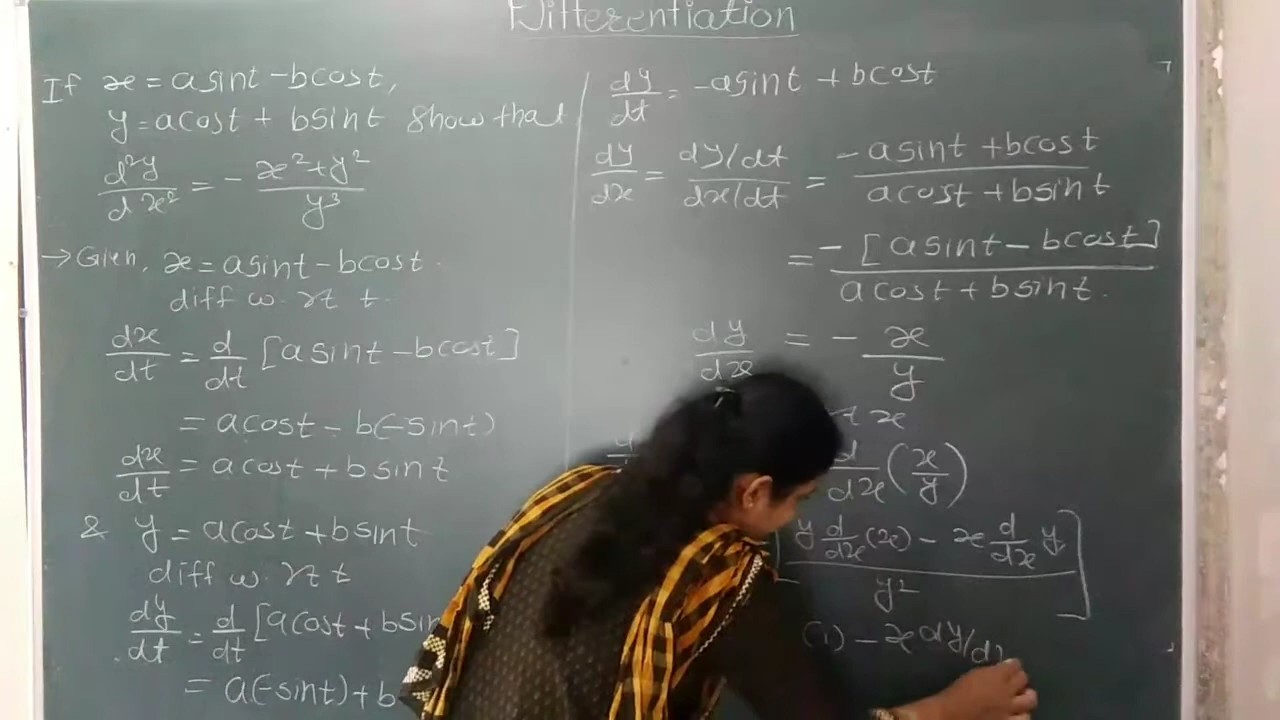 Differentiation
If x = asint - bcost,
y = acost + bsint show that
d²y/dx² = - x²+y²/y³
→ Given, x = asint - bcost.
diff w. rt t.
dx/dt = d/dt [asint - bcost]
= acost - b(-sint)
dx/dt = acost + bsint
& y = acost + bsint
diff w. rt t
dy/dt = d/dt [acost + bsin
= a(-sint) + b
dy/dt = -asint + bcost
dy/dx = dy/dt / dx/dt = -asint + bcost / acost + bsint
= -[asint - bcost] / acost + bsint.
dy/dx = - x/y
x
d/dx (x/y)
y d/dx (x) - x d/dx y ] / y²
(1) - x dy/d